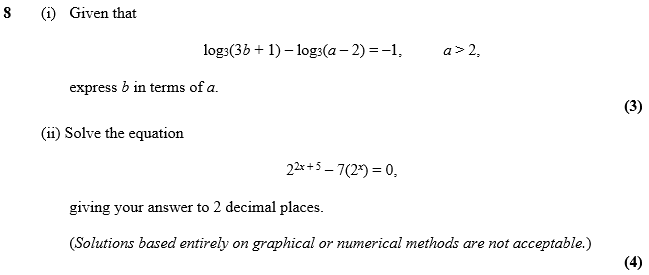 8 (i) Given that
log₃(3b + 1) – log₃(a – 2) = –1, a > 2,
express b in terms of a.
(3)
(ii) Solve the equation
2²ˣ⁺⁵ – 7(2ˣ) = 0,
giving your answer to 2 decimal places.
(Solutions based entirely on graphical or numerical methods are not acceptable.)
(4)